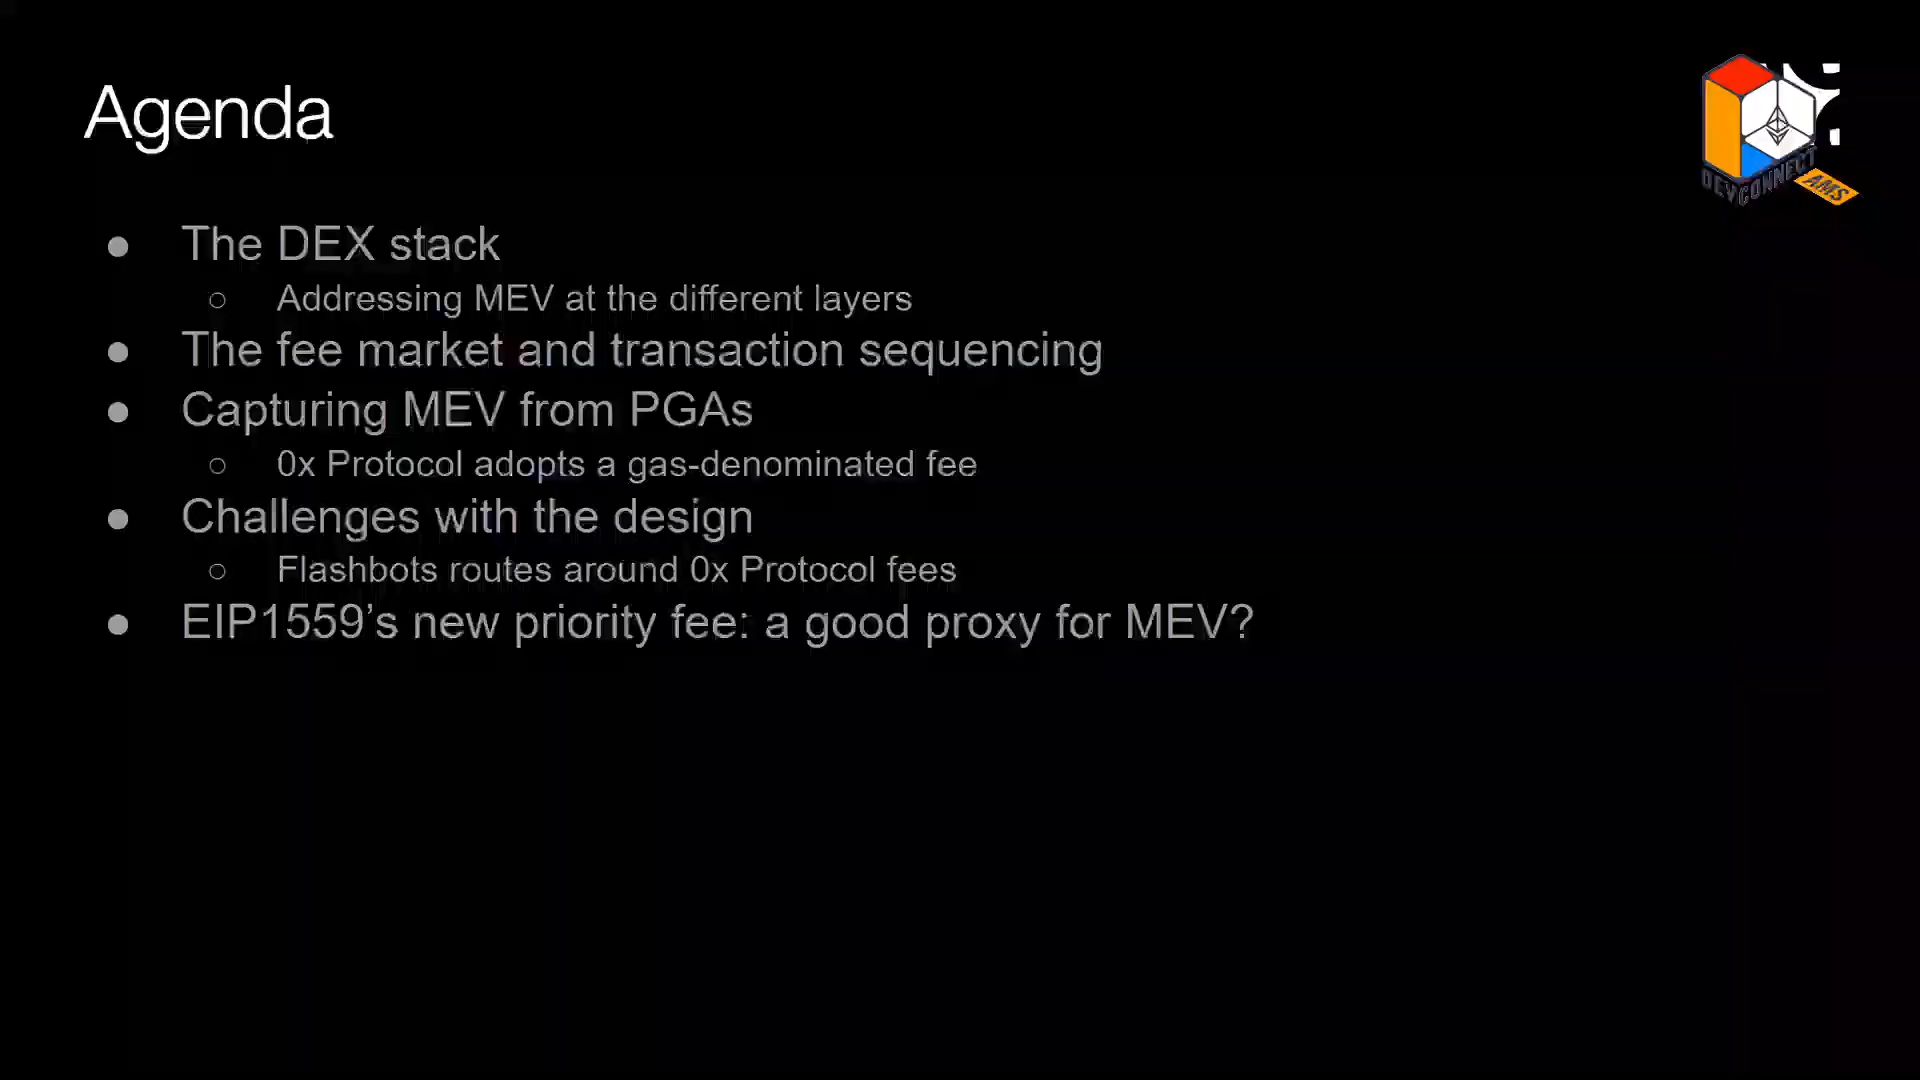 Agenda
DEVCONNECT
AMS
● The DEX stack
○ Addressing MEV at the different layers
● The fee market and transaction sequencing
● Capturing MEV from PGAs
○ 0x Protocol adopts a gas-denominated fee
● Challenges with the design
○ Flashbots routes around 0x Protocol fees
● EIP1559’s new priority fee: a good proxy for MEV?